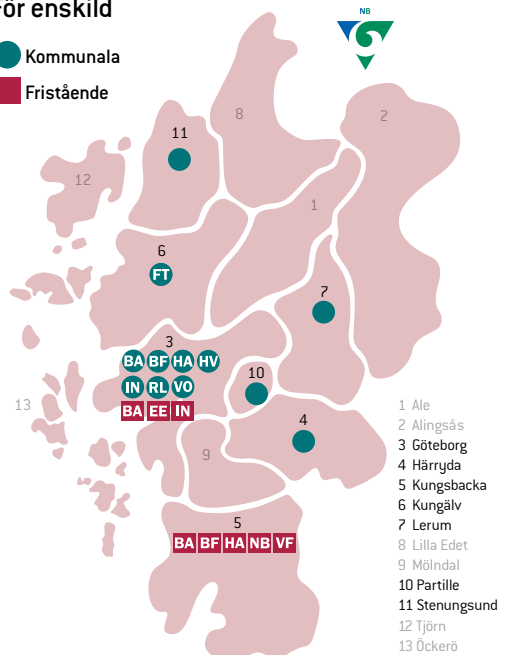 För enskild
NB
Kommunala
Fristående
8
2
11
12
1
6
FT
7
3
BA BF HA HV
IN RL VO
BA EE IN
10
13
4
9
5
BA BF HA NB VF
1 Ale
2 Alingsås
3 Göteborg
4 Härryda
5 Kungsbacka
6 Kungälv
7 Lerum
8 Lilla Edet
9 Mölndal
10 Partille
11 Stenungsund
12 Tjörn
13 Öckerö